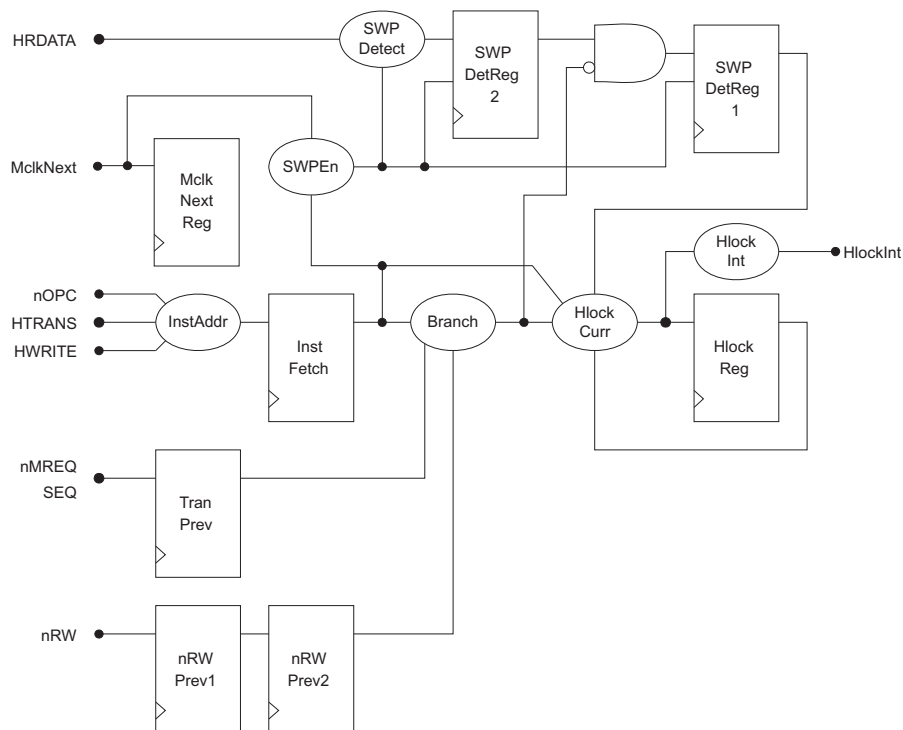 HRDATA
SWP
Detect
SWP
DetReg
2
SWP
DetReg
1
MclkNext
Mclk
Next
Reg
SWPEn
Hlock
Int
HlockInt
nOPC
HTRANS
HWRITE
InstAddr
Inst
Fetch
Branch
Hlock
Curr
Hlock
Reg
nMREQ
SEQ
Tran
Prev
nRW
nRW
Prev1
nRW
Prev2